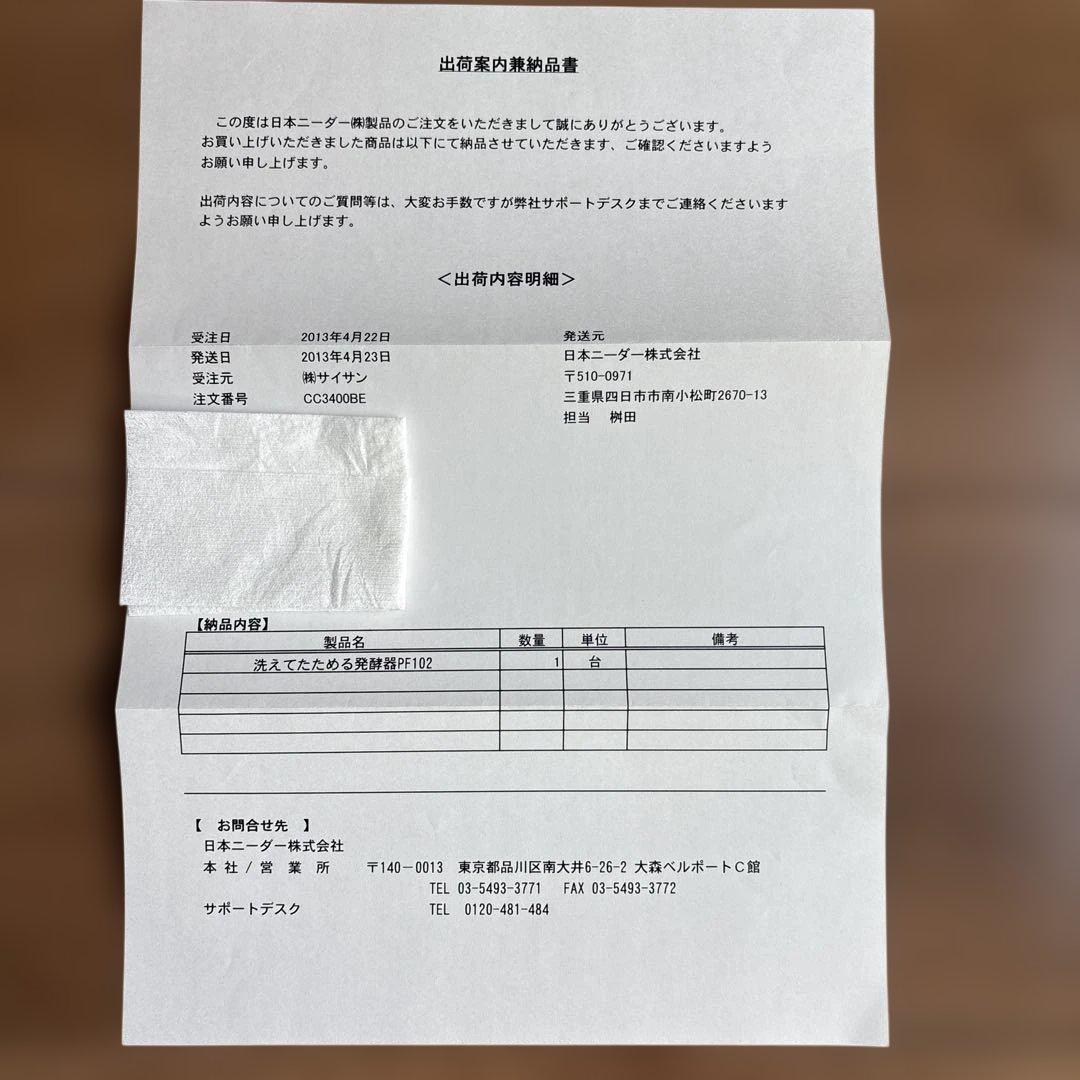 出荷案内兼納品書
この度は日本ニーダー㈱製品のご注文をいただきまして誠にありがとうございます。
お買い上げいただきました商品は以下にて納品させていただきます、ご確認くださいますよう
お願い申し上げます。
出荷内容についてのご質問等は、大変お手数ですが弊社サポートデスクまでご連絡くださいます
ようお願い申し上げます。
＜出荷内容明細＞
受注日 2013年4月22日
発送日 2013年4月23日
受注元 ㈱サイサン
注文番号 CC3400BE
発送元
日本ニーダー株式会社
〒510-0971
三重県四日市市南小松町2670-13
担当 桝田
【納品内容】
製品名 数量 単位 備考
洗えてたためる発酵器PF102 1 台
【 お問合せ先 】
日本ニーダー株式会社
本 社 / 営 業 所 〒140-0013 東京都品川区南大井6-26-2 大森ベルポートC館
TEL 03-5493-3771 FAX 03-5493-3772
サポートデスク TEL 0120-481-484